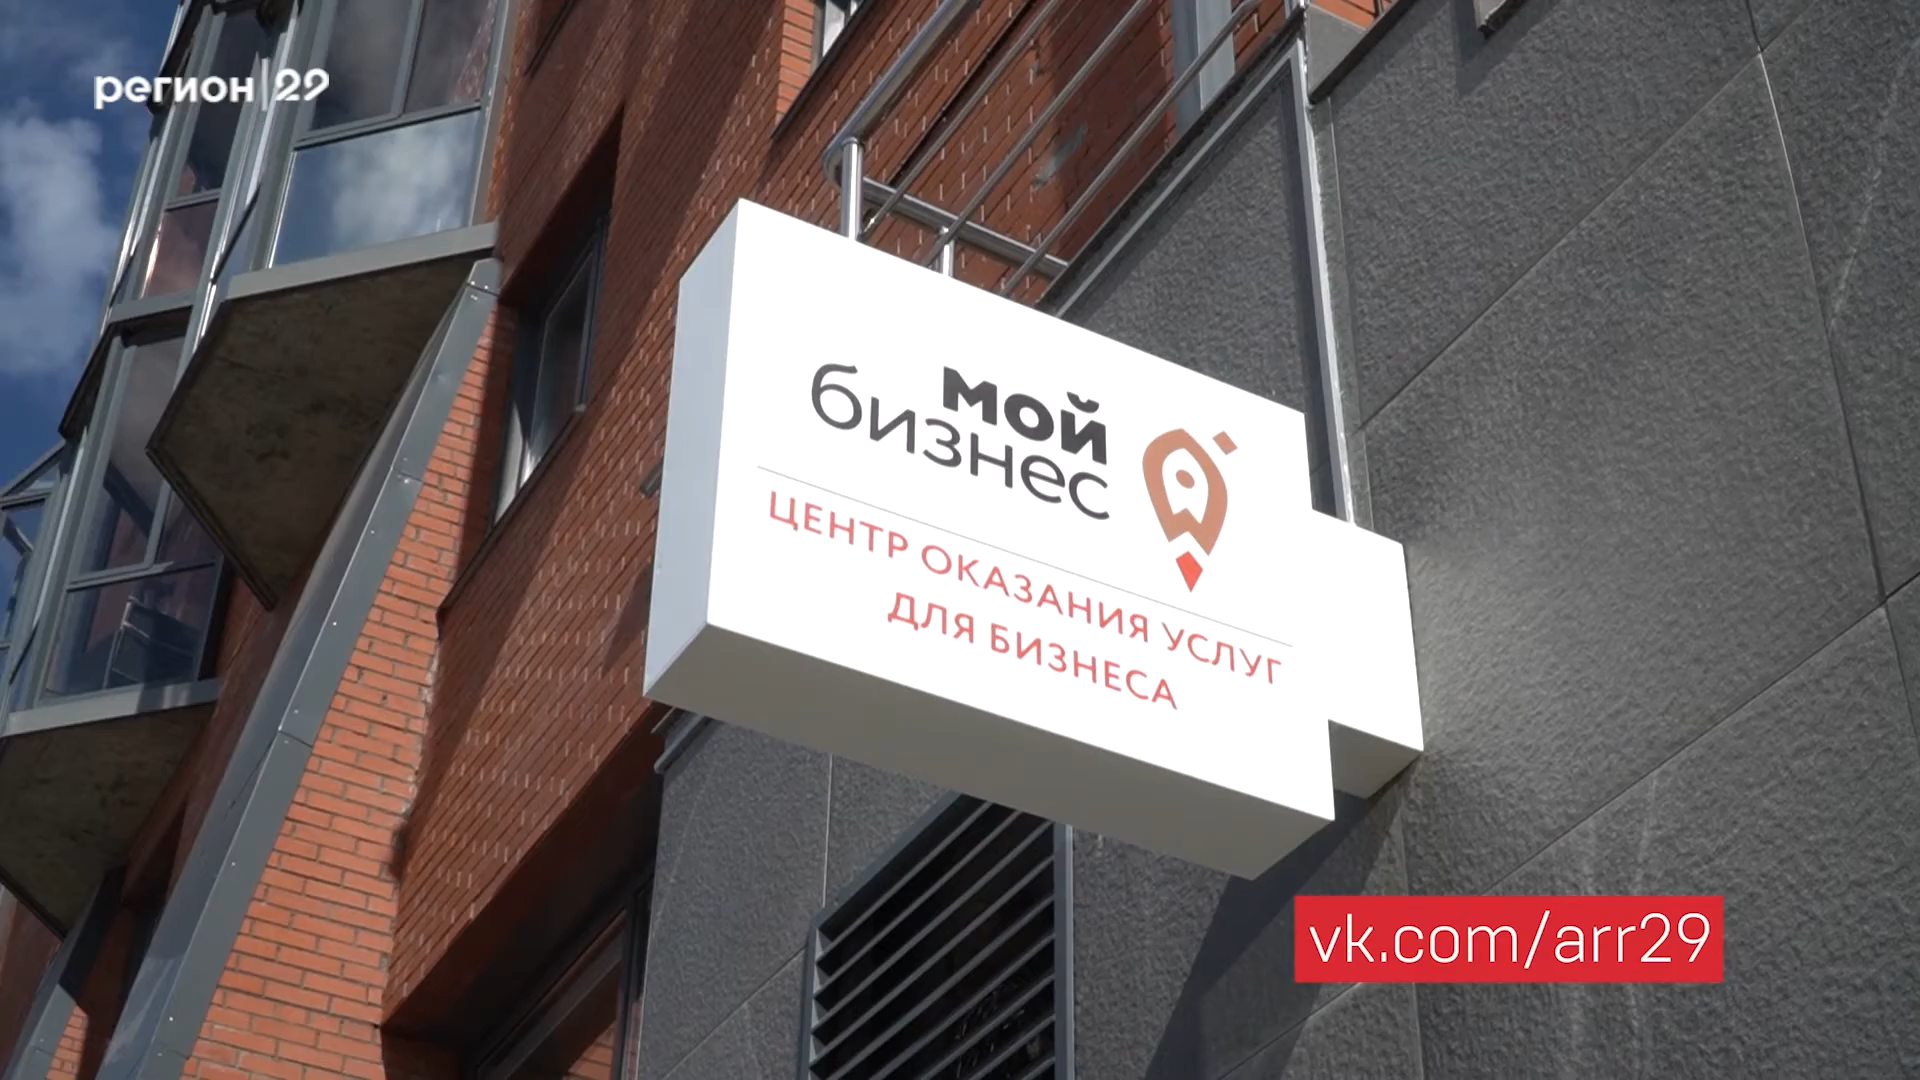 регион|29
мой
бизнес
ЦЕНТР ОКАЗАНИЯ УСЛУГ
ДЛЯ БИЗНЕСА
vk.com/arr29